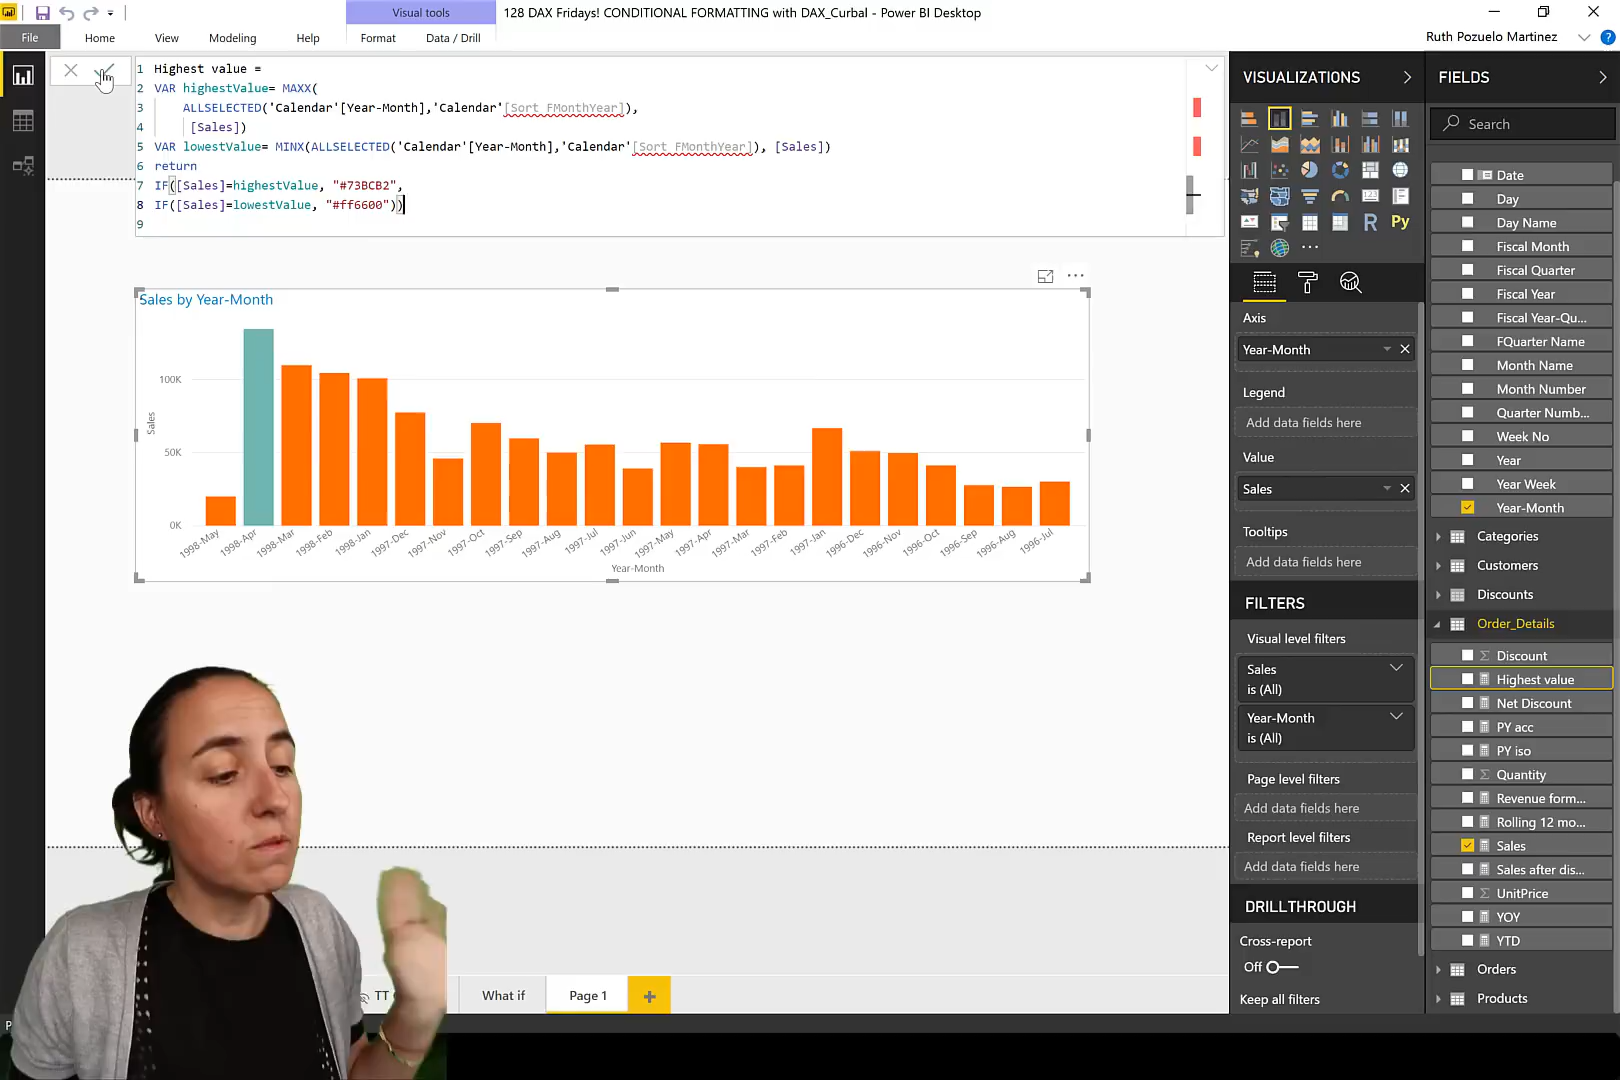 Visual tools
128 DAX Fridays! CONDITIONAL FORMATTING with DAX_Curbal - Power BI Desktop
File
Home
View
Modeling
Help
Format
Data / Drill
Ruth Pozuelo Martinez
?
1 Highest value =
2 VAR highestValue= MAXX(
3 ALLSELECTED('Calendar'[Year-Month],'Calendar'[Sort FMonthYear]),
4 [Sales])
5 VAR lowestValue= MINX(ALLSELECTED('Calendar'[Year-Month],'Calendar'[Sort FMonthYear]), [Sales])
6 return
7 IF([Sales]=highestValue, "#73BCB2",
8 IF([Sales]=lowestValue, "#ff6600"))
9
Sales by Year-Month
100K
50K
0K
Sales
1998-May
1998-Apr
1998-Mar
1998-Feb
1998-Jan
1997-Dec
1997-Nov
1997-Oct
1997-Sep
1997-Aug
1997-Jul
1997-Jun
1997-May
1997-Apr
1997-Mar
1997-Feb
1997-Jan
1996-Dec
1996-Nov
1996-Oct
1996-Sep
1996-Aug
1996-Jul
Year-Month
TT
What if
Page 1
VISUALIZATIONS
R
Py
Axis
Year-Month
Legend
Add data fields here
Value
Sales
Tooltips
Add data fields here
FILTERS
Visual level filters
Sales
is (All)
Year-Month
is (All)
Page level filters
Add data fields here
Report level filters
Add data fields here
DRILLTHROUGH
Cross-report
Off
Keep all filters
FIELDS
Search
Date
Day
Day Name
Fiscal Month
Fiscal Quarter
Fiscal Year
Fiscal Year-Qu...
FQuarter Name
Month Name
Month Number
Quarter Numb...
Week No
Year
Year Week
Year-Month
Categories
Customers
Discounts
Order_Details
Discount
Highest value
Net Discount
PY acc
PY iso
Quantity
Revenue form...
Rolling 12 mo...
Sales
Sales after dis...
UnitPrice
YOY
YTD
Orders
Products